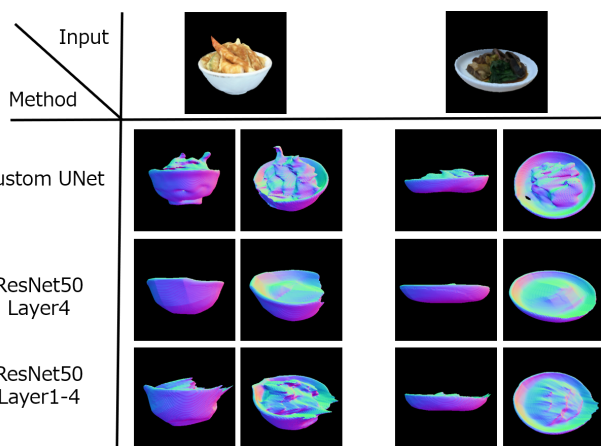 Input
Method
ustom UNet
ResNet50
Layer4
ResNet50
Layer1-4